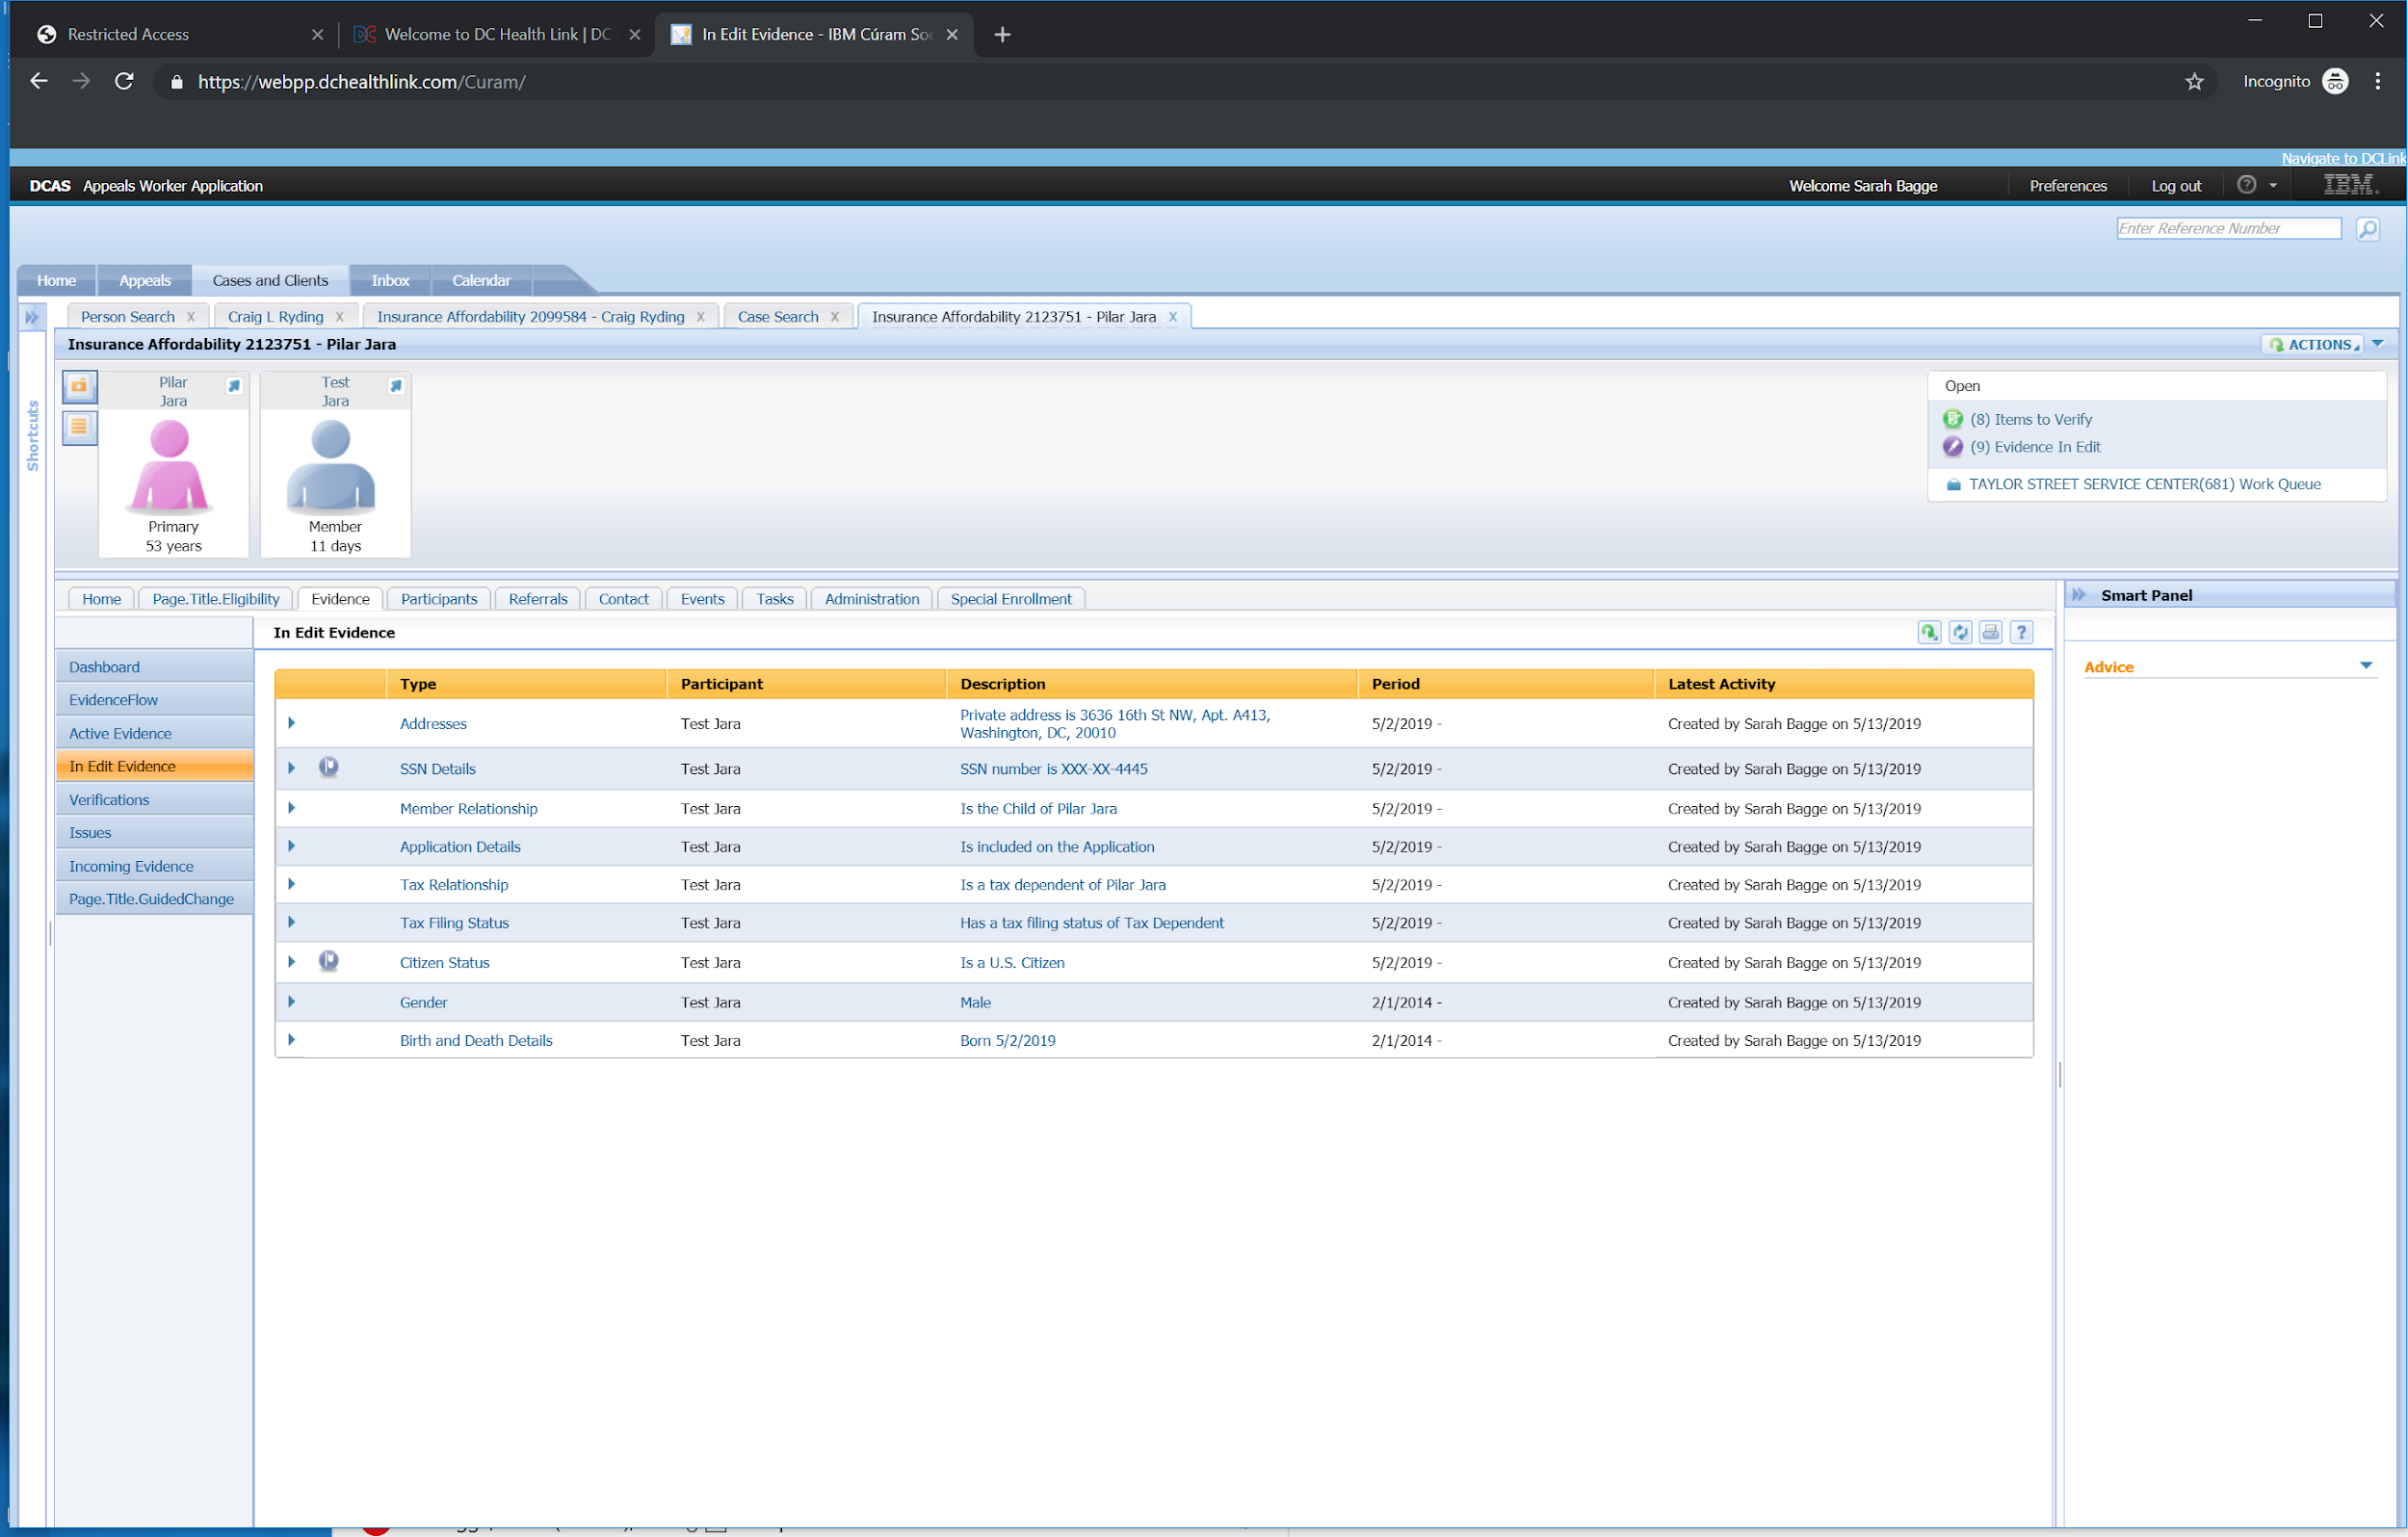 Restricted Access
Welcome to DC Health Link | DC
In Edit Evidence - IBM Cúram Soc
https://webpp.dchealthlink.com/Curam/
Incognito
Navigate to DCLink
DCAS Appeals Worker Application
Welcome Sarah Bagge
Preferences
Log out
IBM.
Enter Reference Number
Home
Appeals
Cases and Clients
Inbox
Calendar
Person Search X
Craig L Ryding X
Insurance Affordability 2099584 - Craig Ryding X
Case Search X
Insurance Affordability 2123751 - Pilar Jara X
Insurance Affordability 2123751 - Pilar Jara
ACTIONS
Shortcuts
Pilar
Jara
Primary
53 years
Test
Jara
Member
11 days
Open
(8) Items to Verify
(9) Evidence In Edit
TAYLOR STREET SERVICE CENTER(681) Work Queue
Home
Page.Title.Eligibility
Evidence
Participants
Referrals
Contact
Events
Tasks
Administration
Special Enrollment
Smart Panel
Advice
In Edit Evidence
?
Dashboard
EvidenceFlow
Active Evidence
In Edit Evidence
Verifications
Issues
Incoming Evidence
Page.Title.GuidedChange
Type Participant Description Period Latest Activity
Addresses Test Jara Private address is 3636 16th St NW, Apt. A413, 5/2/2019 - Created by Sarah Bagge on 5/13/2019
Washington, DC, 20010
SSN Details Test Jara SSN number is XXX-XX-4445 5/2/2019 - Created by Sarah Bagge on 5/13/2019
Member Relationship Test Jara Is the Child of Pilar Jara 5/2/2019 - Created by Sarah Bagge on 5/13/2019
Application Details Test Jara Is included on the Application 5/2/2019 - Created by Sarah Bagge on 5/13/2019
Tax Relationship Test Jara Is a tax dependent of Pilar Jara 5/2/2019 - Created by Sarah Bagge on 5/13/2019
Tax Filing Status Test Jara Has a tax filing status of Tax Dependent 5/2/2019 - Created by Sarah Bagge on 5/13/2019
Citizen Status Test Jara Is a U.S. Citizen 5/2/2019 - Created by Sarah Bagge on 5/13/2019
Gender Test Jara Male 2/1/2014 - Created by Sarah Bagge on 5/13/2019
Birth and Death Details Test Jara Born 5/2/2019 2/1/2014 - Created by Sarah Bagge on 5/13/2019